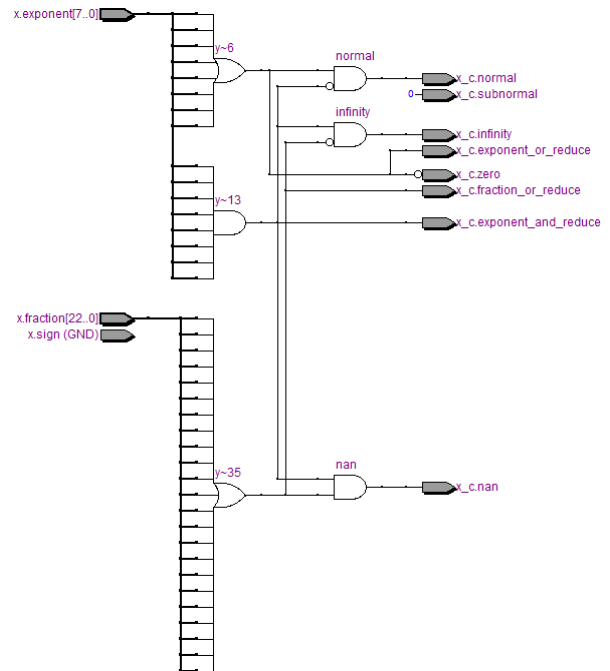 x.exponent[7..0]
y~6
normal
x_c.normal
0
x_c.subnormal
infinity
x_c.infinity
x_c.exponent_or_reduce
x_c.zero
x_c.fraction_or_reduce
y~13
x_c.exponent_and_reduce
x.fraction[22..0]
x.sign (GND)
y~35
nan
x_c.nan